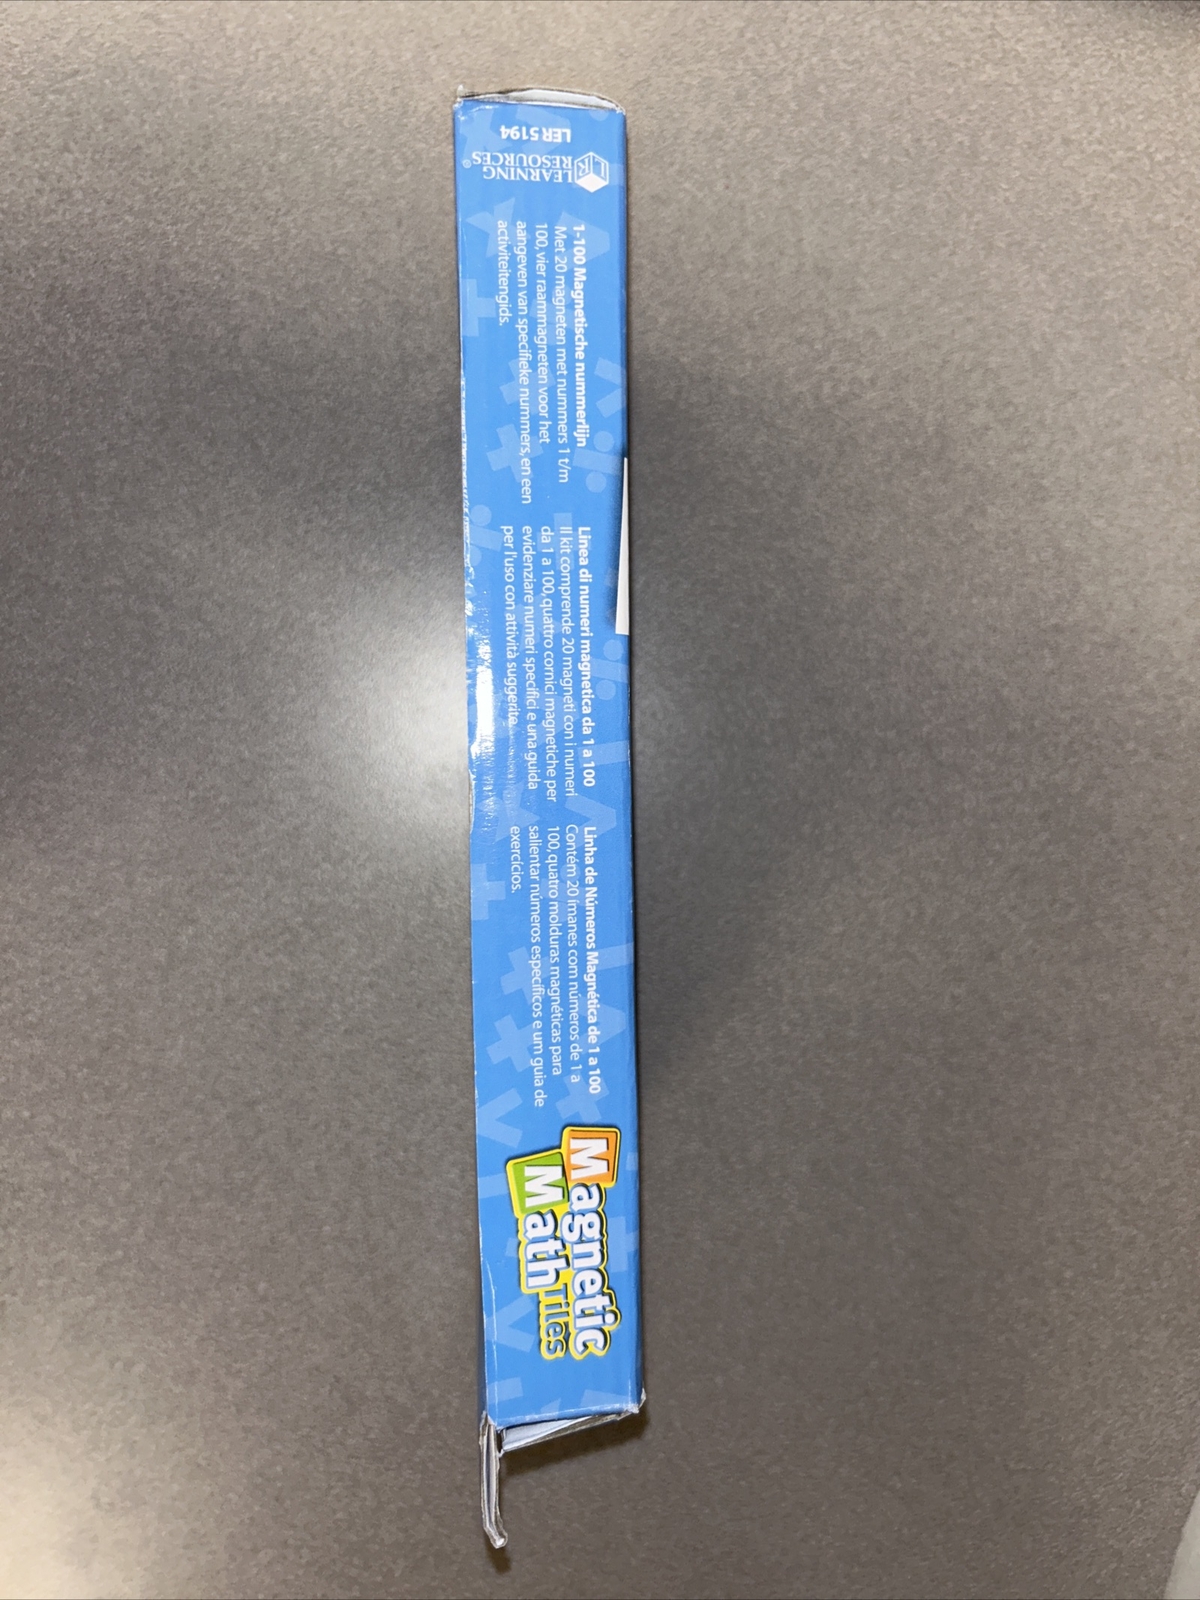 LER 5194
LEARNING
RESOURCES®
1-100 Magnetische nummerlijn
Met 20 magneten met nummers 1 t/m
100, vier raammagneten voor het
aangeven van specifieke nummers, en een
activiteitengids.
Linea di numeri magnetica da 1 a 100
Il kit comprende 20 magneti con i numeri
da 1 a 100, quattro cornici magnetiche per
evidenziare numeri specifici e una guida
per l'uso con attività suggerite.
Linha de Números Magnética de 1 a 100
Contém 20 ímanes com números de 1 a
100, quatro molduras magnéticas para
salientar números específicos e um guia de
exercícios.
Magnetic
Math Tiles